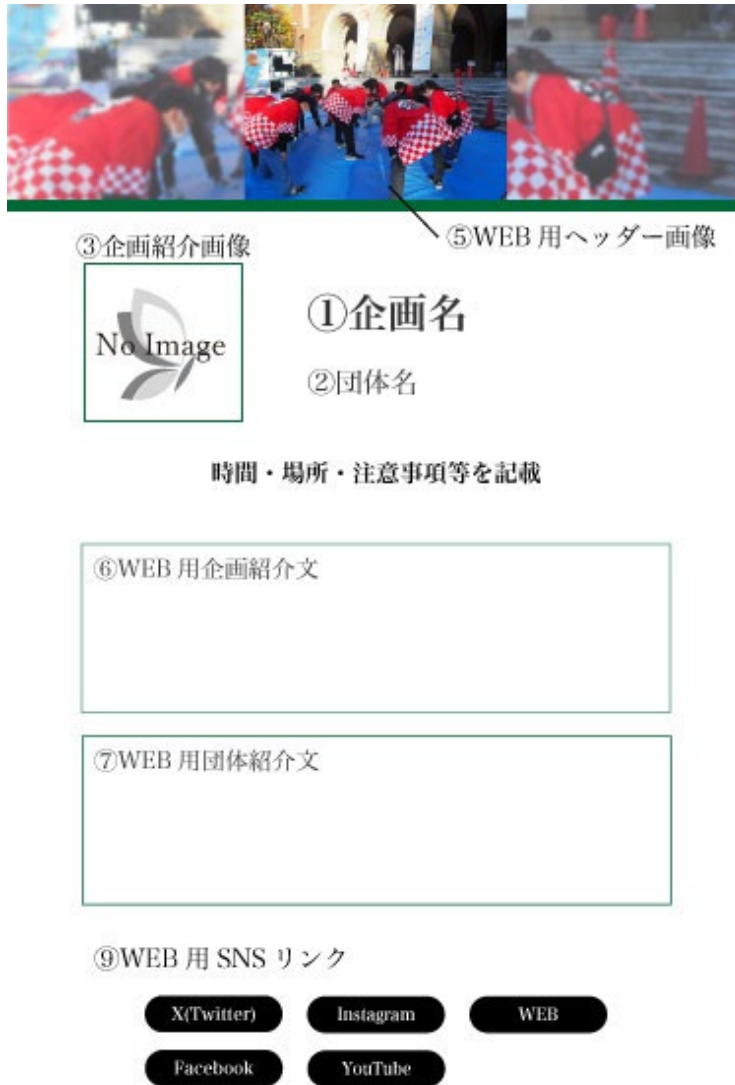 ⑤WEB 用ヘッダー画像
③企画紹介画像
No Image
①企画名
②団体名
時間・場所・注意事項等を記載
⑥WEB 用企画紹介文
⑦WEB 用団体紹介文
⑨WEB 用 SNS リンク
X(Twitter)
Instagram
WEB
Facebook
YouTube